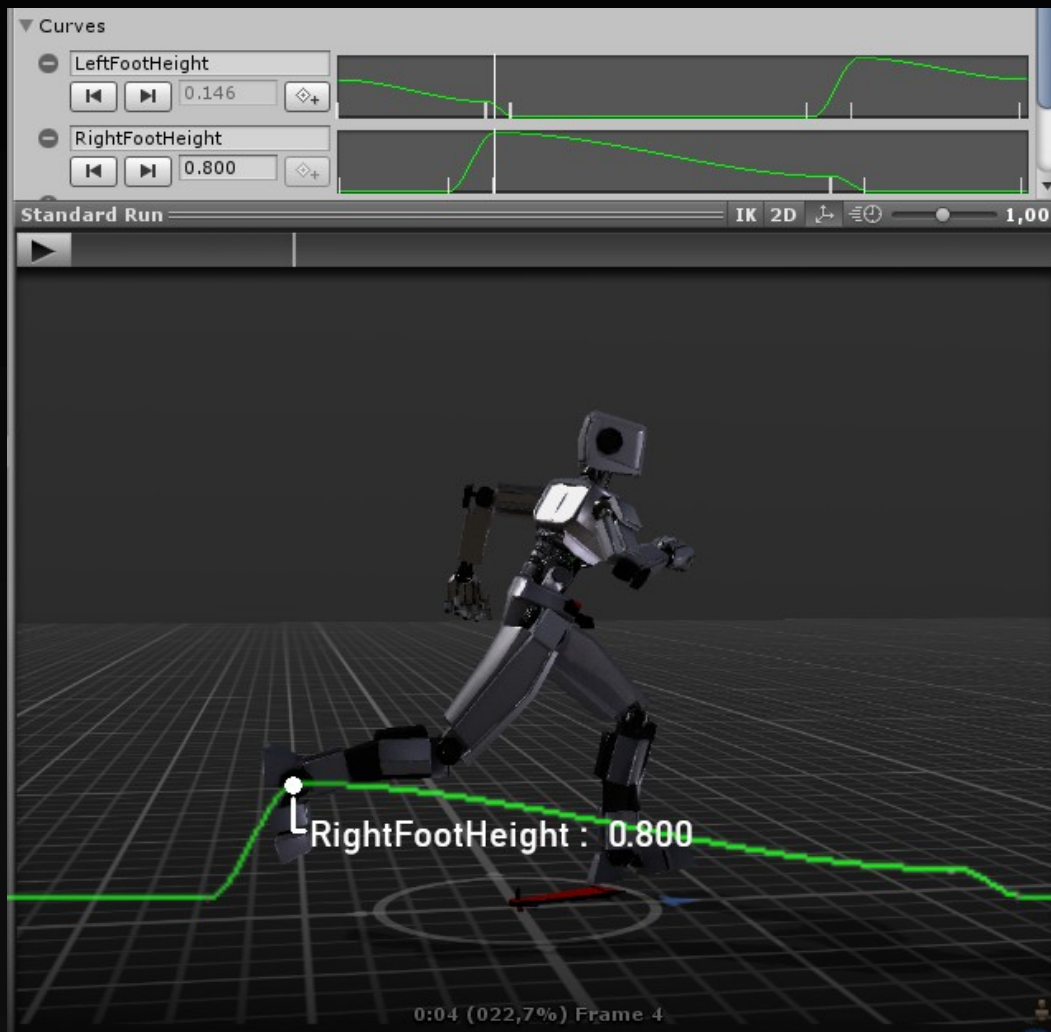 Curves
LeftFootHeight
0.146
RightFootHeight
0.800
Standard Run IK 2D 1,00
RightFootHeight : 0.800
0:04 (022,7%) Frame 4